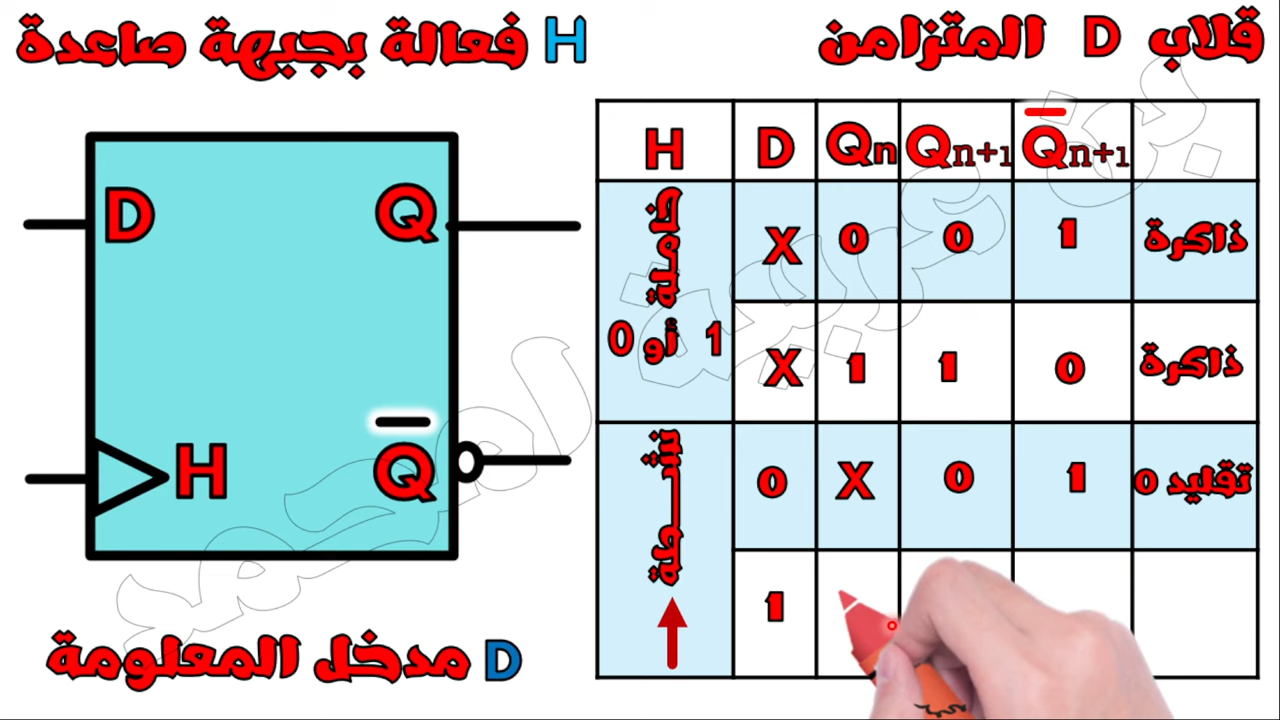 قلاب D المتزامن
H فعالة بجبهة صاعدة
D Q
H Q̅
D مدخل المعلومة
H D Qn Qn+1 Q̅n+1
خاملة 0 أو 1 X 0 0 1 ذاكرة
X 1 1 0 ذاكرة
نشـــطة 0 X 0 1 تقليد 0
1